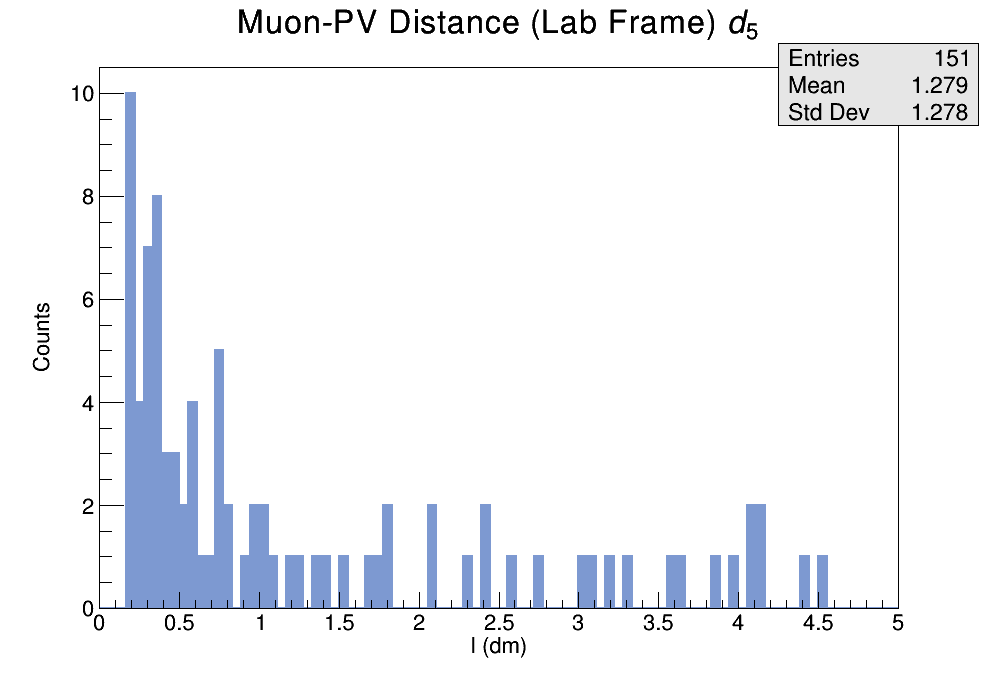 Muon-PV Distance (Lab Frame) d5
Entries 151
Mean 1.279
Std Dev 1.278
10
8
6
4
2
0
Counts
0 0.5 1 1.5 2 2.5 3 3.5 4 4.5 5
l (dm)